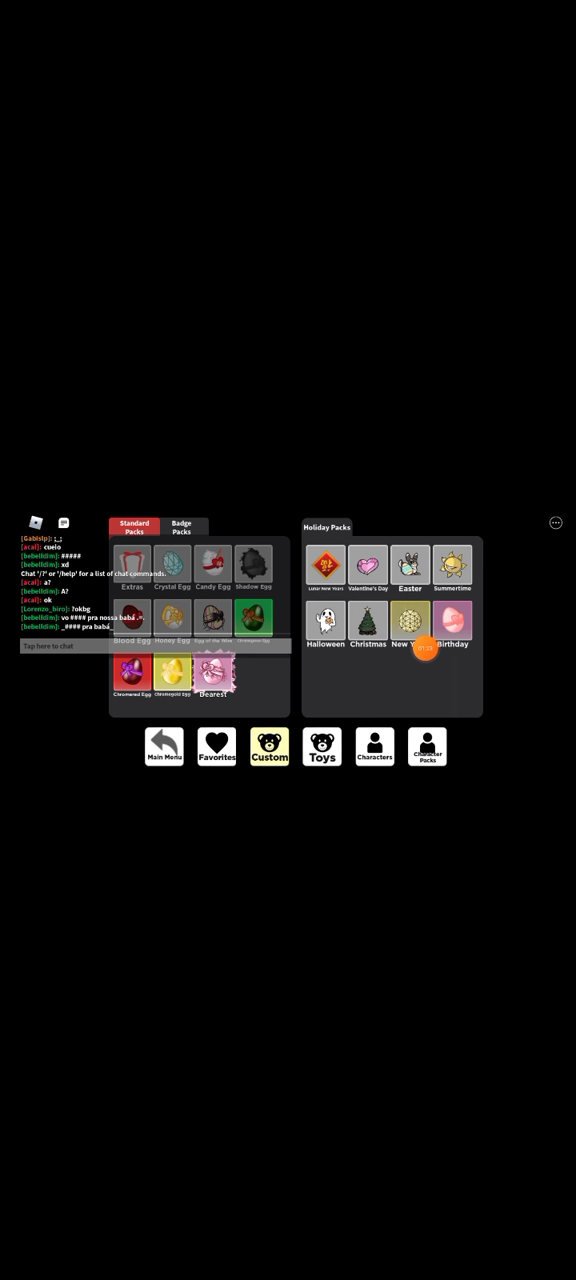 [Gabislp]: ;_;
[acal]: cueio
[bebelldim]: #####
[bebelldim]: xd
Chat '/?' or '/help' for a list of chat commands.
[acal]: a?
[bebelldim]: A?
[acal]: ok
[Lorenzo_biro]: ?okbg
[bebelldim]: vo #### pra nossa babá .=.
[bebelldim]: _#### pra babá_
Tap here to chat
Standard Packs
Badge Packs
Extras
Crystal Egg
Candy Egg
Shadow Egg
Blood Egg
Honey Egg
Egg of the
Chromered Egg
Chromegold Egg
Dearest
Holiday Packs
Lunar New Years
Valentine's Day
Easter
Summertime
Halloween
Christmas
New
Birthday
Main Menu
Favorites
Custom
Toys
Characters
Character Packs